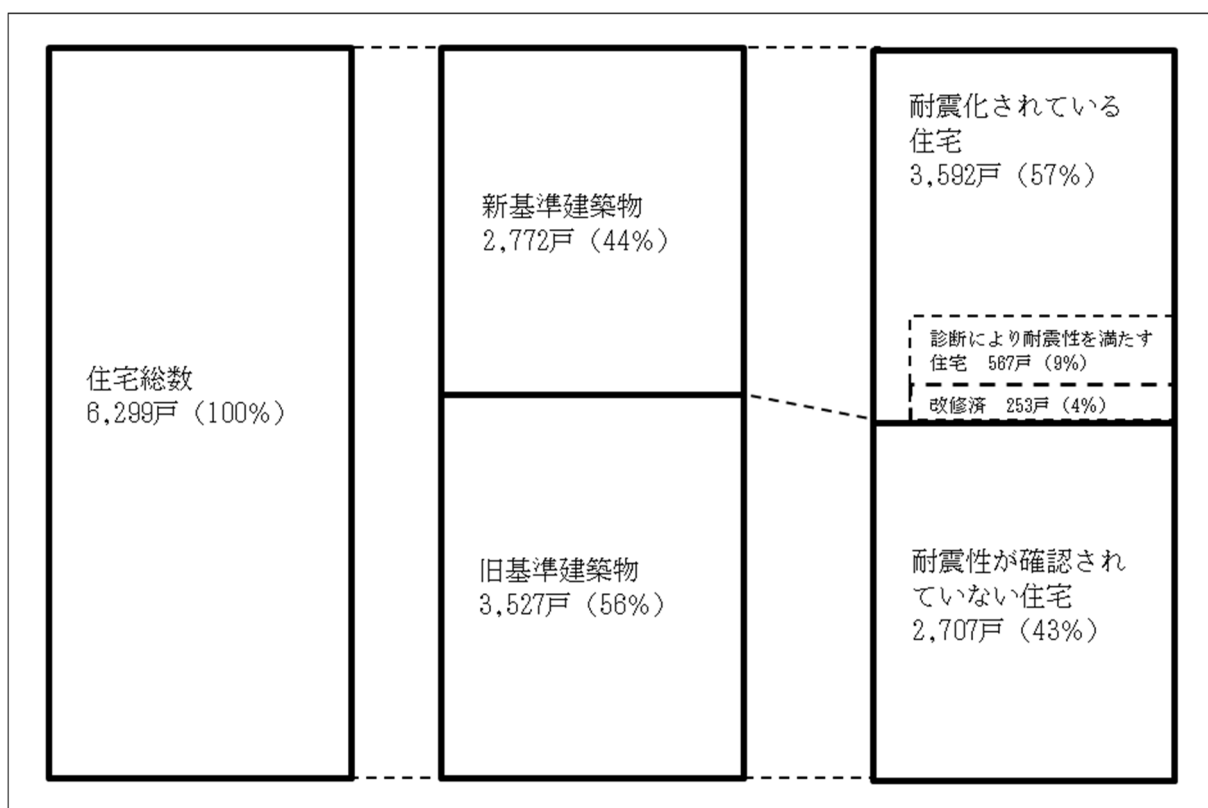 住宅総数
6,299戸（100%）
新基準建築物
2,772戸（44%）
旧基準建築物
3,527戸（56%）
耐震化されている
住宅
3,592戸（57%）
診断により耐震性を満たす
住宅　567戸（9%）
改修済　253戸（4%）
耐震性が確認され
ていない住宅
2,707戸（43%）